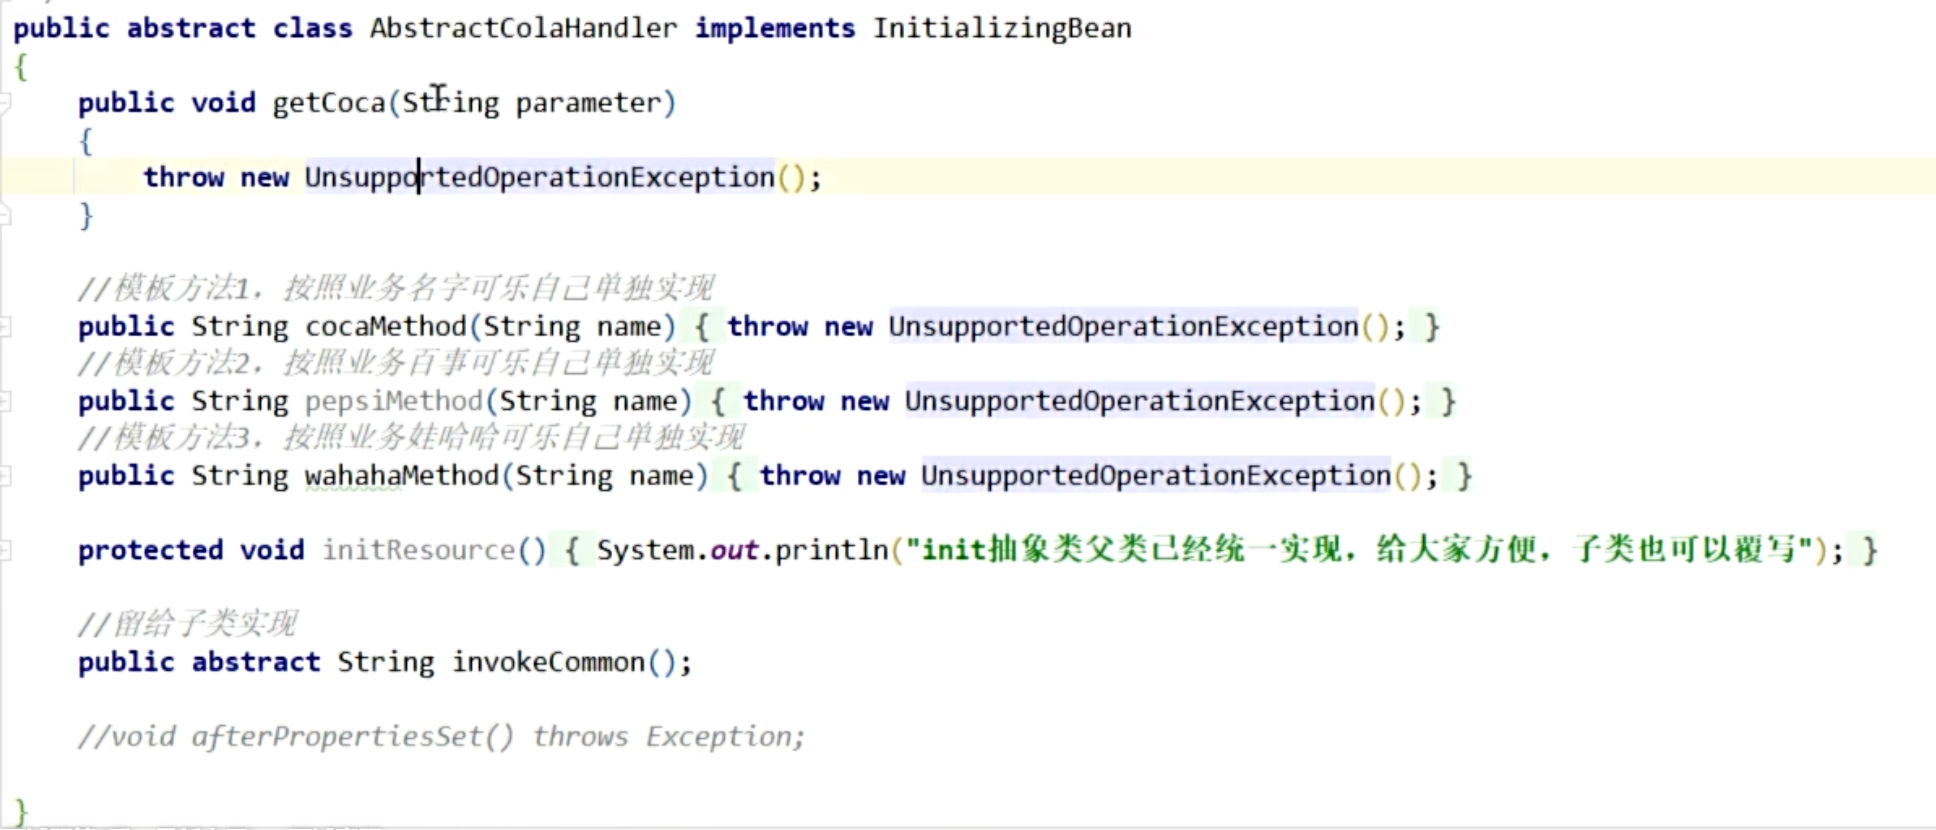 public abstract class AbstractColaHandler implements InitializingBean
{
public void getCoca(String parameter)
{
throw new UnsupportedOperationException();
}
//模板方法1，按照业务名字可乐自己单独实现
public String cocaMethod(String name) { throw new UnsupportedOperationException(); }
//模板方法2，按照业务百事可乐自己单独实现
public String pepsiMethod(String name) { throw new UnsupportedOperationException(); }
//模板方法3，按照业务娃哈哈可乐自己单独实现
public String wahahaMethod(String name) { throw new UnsupportedOperationException(); }
protected void initResource() { System.out.println("init抽象类父类已经统一实现，给大家方便，子类也可以覆写"); }
//留给子类实现
public abstract String invokeCommon();
//void afterPropertiesSet() throws Exception;
}